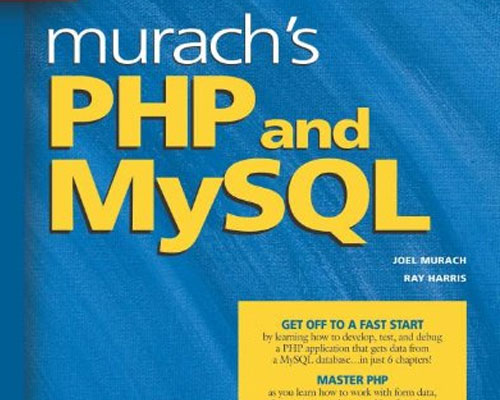 murach's
PHP and
MySQL
JOEL MURACH
RAY HARRIS
GET OFF TO A FAST START
by learning how to develop, test, and debug
a PHP application that gets data from
a MySQL database...in just 6 chapters!
MASTER PHP
as you learn how to work with form data,